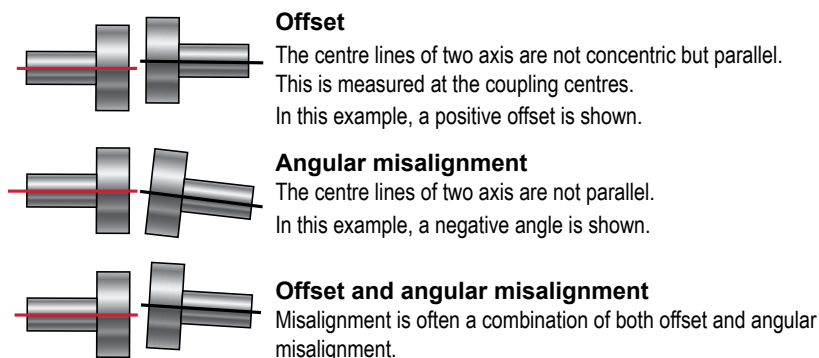 Offset
The centre lines of two axis are not concentric but parallel.
This is measured at the coupling centres.
In this example, a positive offset is shown.
Angular misalignment
The centre lines of two axis are not parallel.
In this example, a negative angle is shown.
Offset and angular misalignment
Misalignment is often a combination of both offset and angular
misalignment.